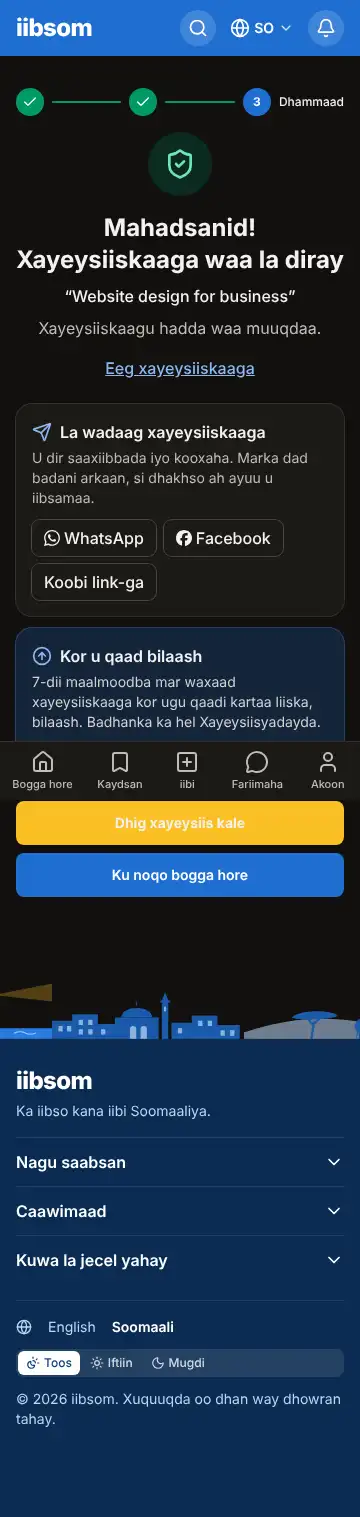 iibsom
SO
3 Dhammaad
Mahadsanid!
Xayeysiiskaaga waa la diray
“Website design for business”
Xayeysiiskaagu hadda waa muuqdaa.
Eeg xayeysiiskaaga
La wadaag xayeysiiskaaga
U dir saaxiibbada iyo kooxaha. Marka dad
badani arkaan, si dhakhso ah ayuu u
iibsamaa.
WhatsApp
Facebook
Koobi link-ga
Kor u qaad bilaash
7-dii maalmoodba mar waxaad
xayeysiiskaaga kor ugu qaadi kartaa liiska,
bilaash. Badhanka ka hel Xayeysiisyadayda.
Bogga hore
Kaydsan
iibi
Fariimaha
Akoon
Dhig xayeysiis kale
Ku noqo bogga hore
iibsom
Ka iibso kana iibi Soomaaliya.
Nagu saabsan
Caawimaad
Kuwa la jecel yahay
English Soomaali
Toos Iftiin Mugdi
© 2026 iibsom. Xuquuqda oo dhan way dhowran
tahay.